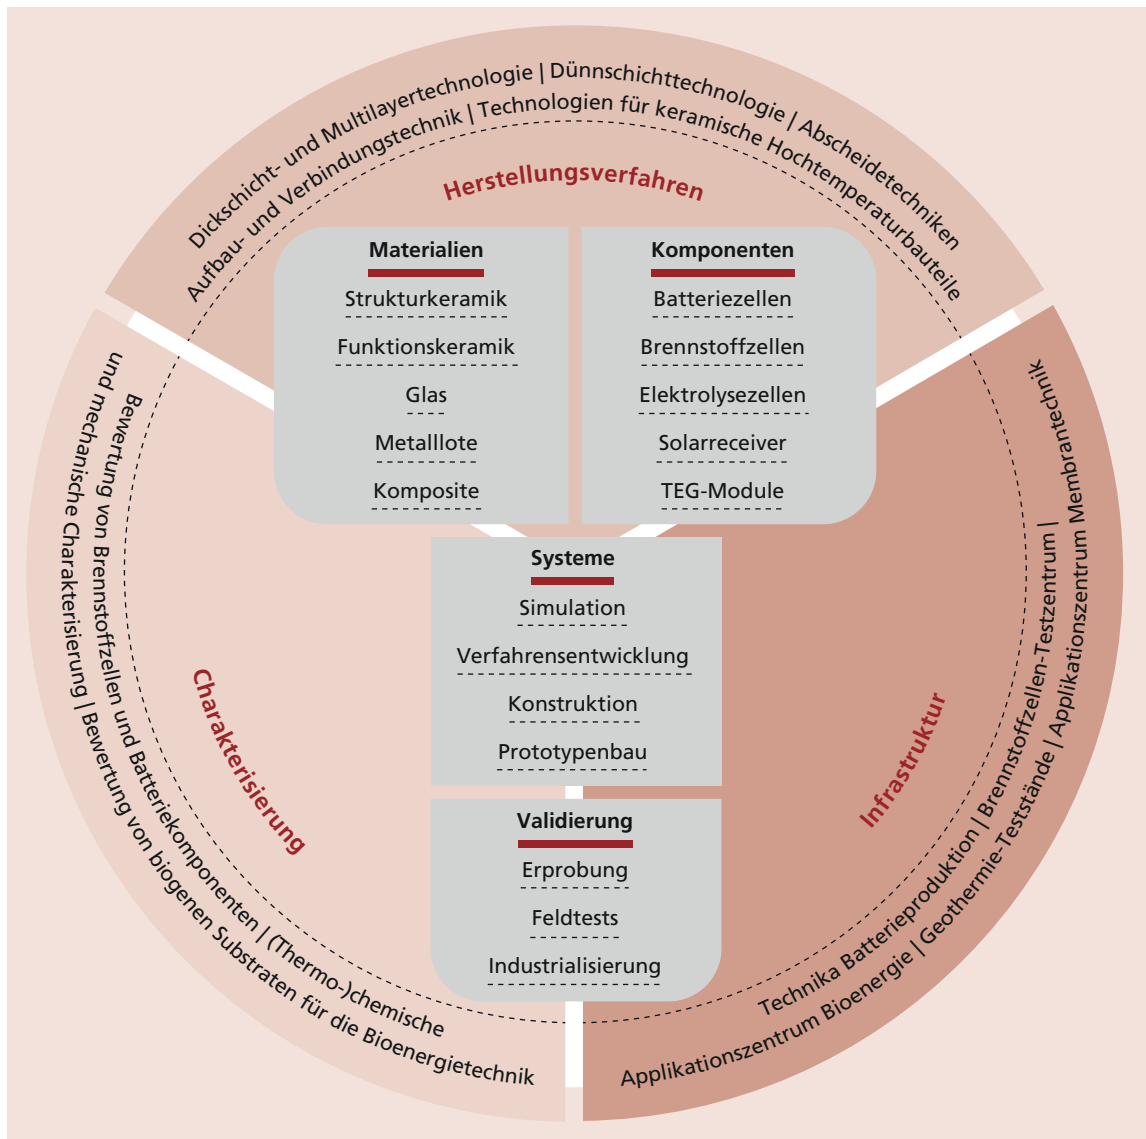 Dickschicht- und Multilayertechnologie | Dünnschichttechnologie | Abscheidetechniken
Aufbau- und Verbindungstechnik | Technologien für keramische Hochtemperaturbauteile
Herstellungsverfahren
Materialien
Strukturkeramik
Funktionskeramik
Glas
Metalllote
Komposite
Komponenten
Batteriezellen
Brennstoffzellen
Elektrolysezellen
Solarreceiver
TEG-Module
Systeme
Simulation
Verfahrensentwicklung
Konstruktion
Prototypenbau
Validierung
Erprobung
Feldtests
Industrialisierung
Charakterisierung
Bewertung von Brennstoffzellen und Batteriekomponenten | (Thermo-)chemische
und mechanische Charakterisierung | Bewertung von biogenen Substraten für die Bioenergietechnik
Infrastruktur
Technika Batterieproduktion | Brennstoffzellen-Testzentrum |
Applikationszentrum Bioenergie | Geothermie-Teststände | Applikationszentrum Membrantechnik